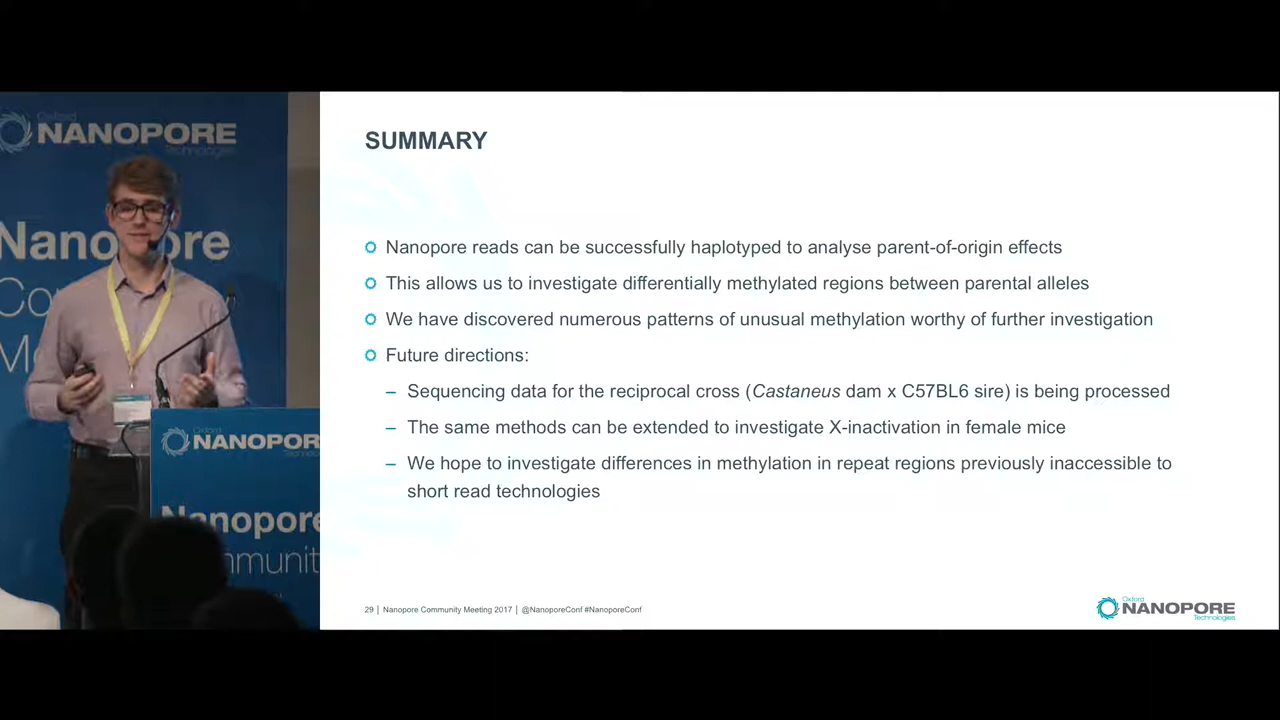 Oxford
NANOPORE
Technologies
Nanopore
Co
M
Oxford
NANOPOR
Nanopore
mmunit
SUMMARY
Nanopore reads can be successfully haplotyped to analyse parent-of-origin effects
This allows us to investigate differentially methylated regions between parental alleles
We have discovered numerous patterns of unusual methylation worthy of further investigation
Future directions:
– Sequencing data for the reciprocal cross (Castaneus dam x C57BL6 sire) is being processed
– The same methods can be extended to investigate X-inactivation in female mice
– We hope to investigate differences in methylation in repeat regions previously inaccessible to
short read technologies
29 | Nanopore Community Meeting 2017 | @NanoporeConf #NanoporeConf
Oxford
NANOPORE
Technologies